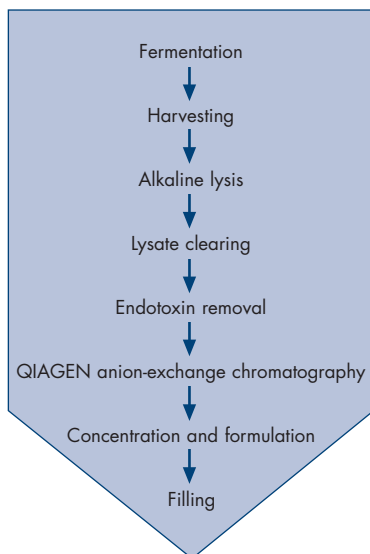 Fermentation
Harvesting
Alkaline lysis
Lysate clearing
Endotoxin removal
QIAGEN anion-exchange chromatography
Concentration and formulation
Filling